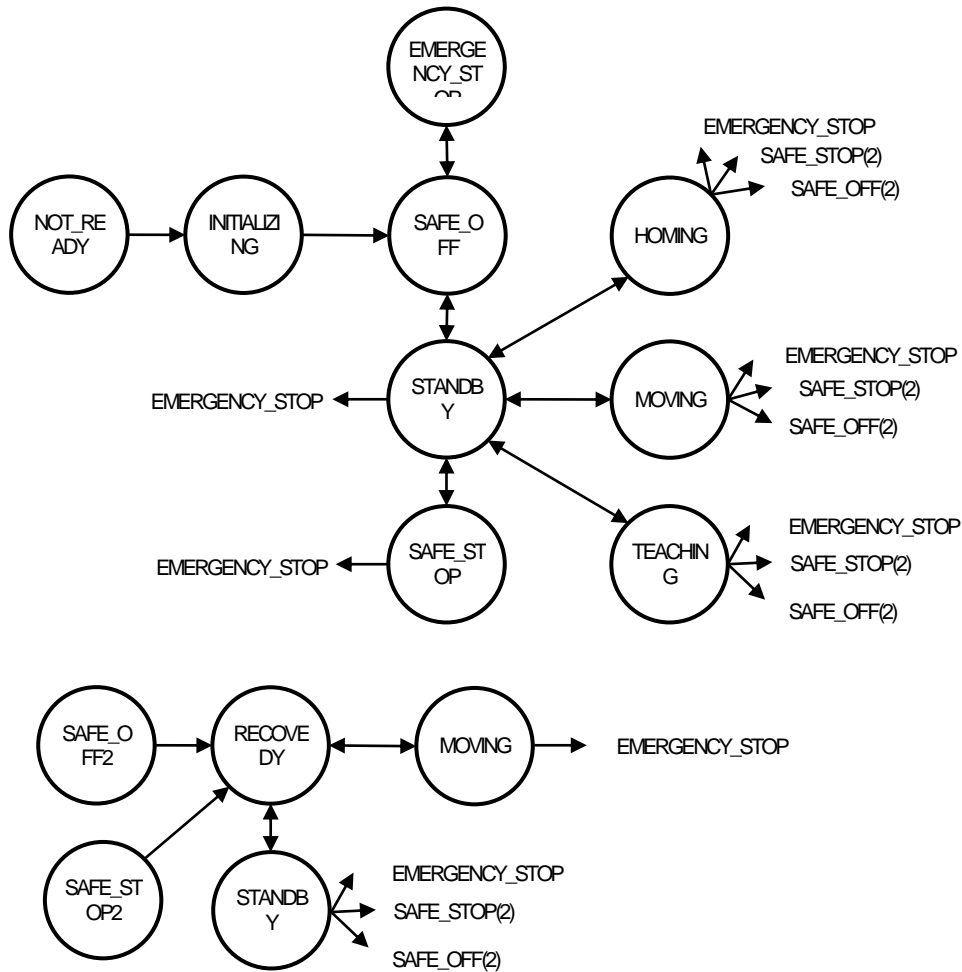 EMERGE
NCY_ST
OP
EMERGENCY_STOP
SAFE_STOP(2)
SAFE_OFF(2)
NOT_RE
ADY
INITIALIZI
NG
SAFE_O
FF
HOMING
EMERGENCY_STOP
STANDB
Y
MOVING
EMERGENCY_STOP
SAFE_STOP(2)
SAFE_OFF(2)
EMERGENCY_STOP
SAFE_ST
OP
TEACHIN
G
EMERGENCY_STOP
SAFE_STOP(2)
SAFE_OFF(2)
SAFE_O
FF2
RECOVE
DY
MOVING
EMERGENCY_STOP
SAFE_ST
OP2
STANDB
Y
EMERGENCY_STOP
SAFE_STOP(2)
SAFE_OFF(2)